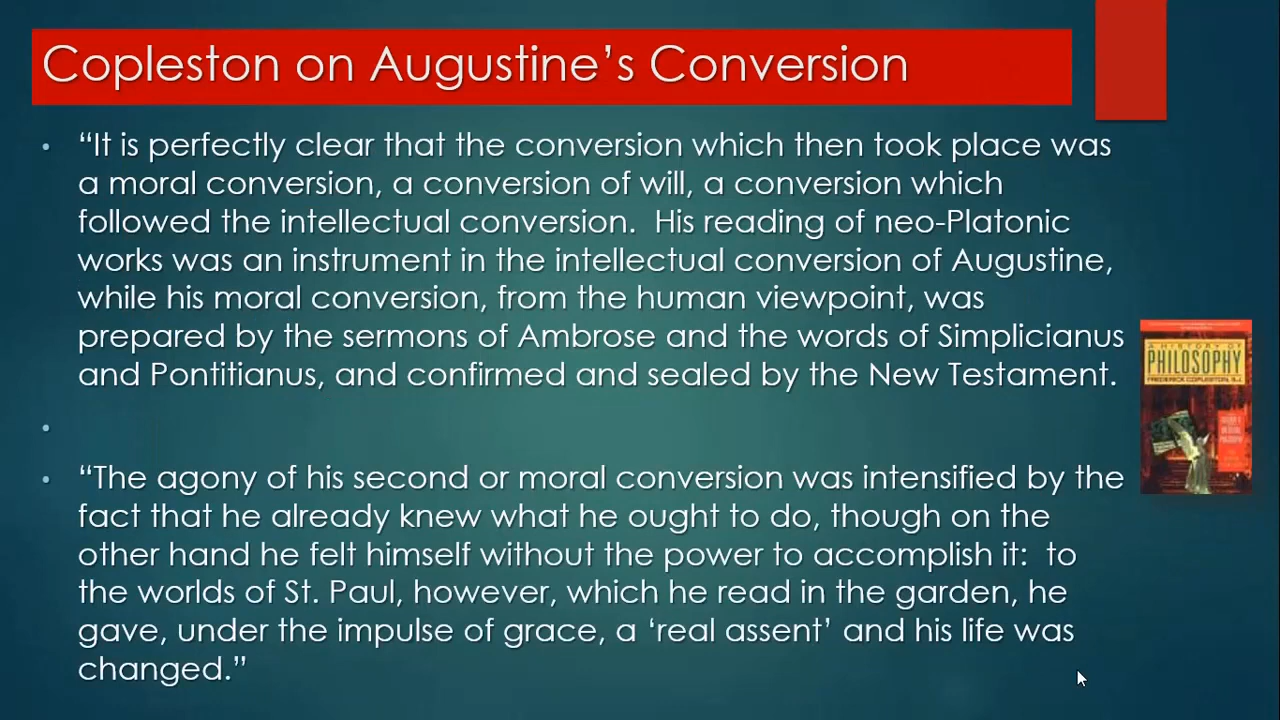 Copleston on Augustine’s Conversion
“It is perfectly clear that the conversion which then took place was
a moral conversion, a conversion of will, a conversion which
followed the intellectual conversion.  His reading of neo-Platonic
works was an instrument in the intellectual conversion of Augustine,
while his moral conversion, from the human viewpoint, was
prepared by the sermons of Ambrose and the words of Simplicianus
and Pontitianus, and confirmed and sealed by the New Testament.
“The agony of his second or moral conversion was intensified by the
fact that he already knew what he ought to do, though on the
other hand he felt himself without the power to accomplish it:  to
the worlds of St. Paul, however, which he read in the garden, he
gave, under the impulse of grace, a ‘real assent’ and his life was
changed.”
A HISTORY OF
PHILOSOPHY
FREDERICK COPLESTON, S.J.